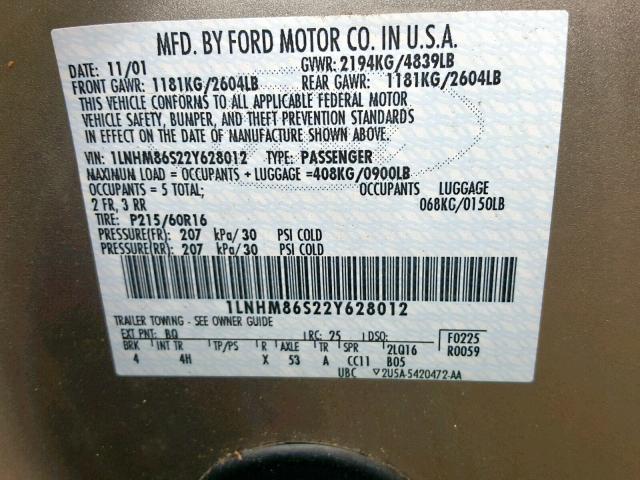 MFD. BY FORD MOTOR CO. IN U.S.A.
DATE: 11/01 GVWR: 2194KG/4839LB
FRONT GAWR: 1181KG/2604LB REAR GAWR: 1181KG/2604LB
THIS VEHICLE CONFORMS TO ALL APPLICABLE FEDERAL MOTOR
VEHICLE SAFETY, BUMPER, AND THEFT PREVENTION STANDARDS
IN EFFECT ON THE DATE OF MANUFACTURE SHOWN ABOVE.
VIN: 1LNHM86S22Y628012 TYPE: PASSENGER
MAXIMUM LOAD = OCCUPANTS + LUGGAGE =408KG/0900LB
OCCUPANTS = 5 TOTAL; OCCUPANTS LUGGAGE
2 FR, 3 RR 068KG/0150LB
TIRE: P215/60R16
PRESSURE(FR): 207 kPa/30 PSI COLD
PRESSURE(RR): 207 kPa/30 PSI COLD
1LNHM86S22Y628012
TRAILER TOWING - SEE OWNER GUIDE
EXT PNT: BQ RC: 25 DSO: F0225
BRK INT TR TP/PS R AXLE TR SPR 2LQ16 R0059
4 4H X 53 A CC11 B05
UBC ▽2U5A-5420472-AA